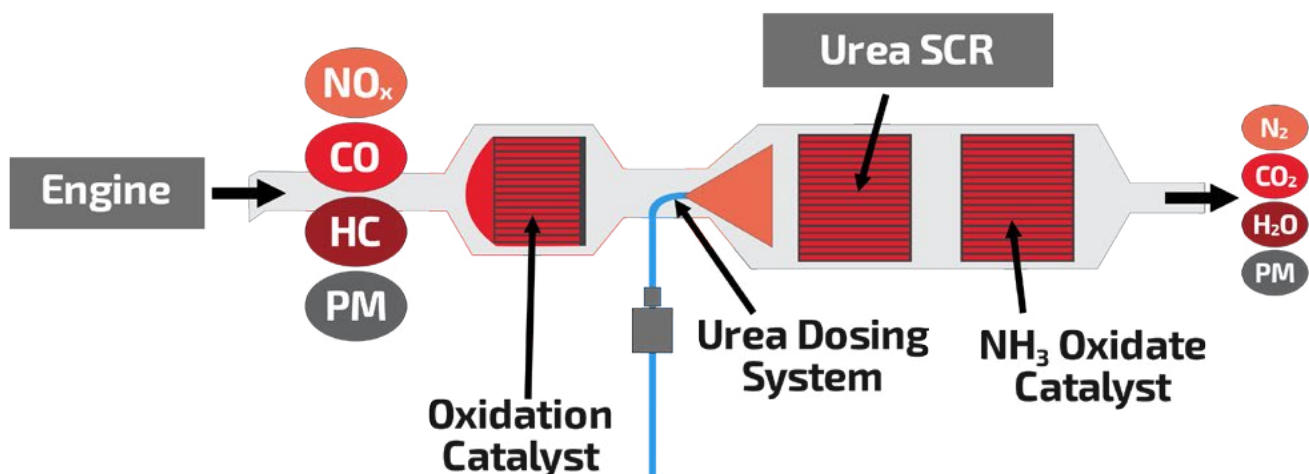 Engine
NOₓ
CO
HC
PM
Oxidation
Catalyst
Urea Dosing
System
Urea SCR
NH₃ Oxidate
Catalyst
N₂
CO₂
H₂O
PM